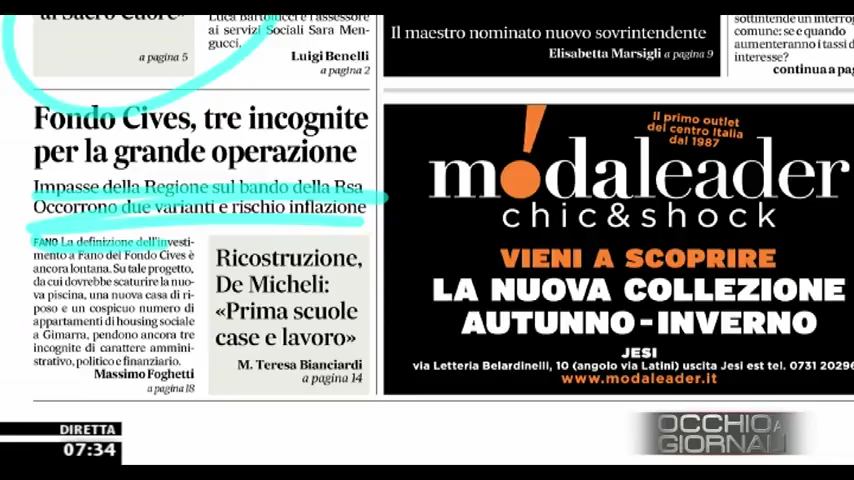 al Sacro Cuore»
a pagina 5
Luca Bartolucci e l'assessore
ai servizi Sociali Sara Men-
gucci.
Luigi Benelli
a pagina 2
Il maestro nominato nuovo sovrintendente
Elisabetta Marsigli a pagina 9
sottintende un interrog
comune: se e quando
aumenteranno i tassi d
interesse?
continua a pag
Fondo Cives, tre incognite
per la grande operazione
Impasse della Regione sul bando della Rsa
Occorrono due varianti e rischio inflazione
FANO La definizione dell'investi-
mento a Fano del Fondo Cives è
ancora lontana. Su tale progetto,
da cui dovrebbe scaturire la nuo-
va piscina, una nuova casa di ri-
poso e un cospicuo numero di
appartamenti di housing sociale
a Gimarra, pendono ancora tre
incognite di carattere ammini-
strativo, politico e finanziario.
Massimo Foghetti
a pagina 18
Ricostruzione,
De Micheli:
«Prima scuole
case e lavoro»
M. Teresa Bianciardi
a pagina 14
il primo outlet
del centro Italia
dal 1987
modaleader
chic&shock
VIENI A SCOPRIRE
LA NUOVA COLLEZIONE
AUTUNNO-INVERNO
JESI
via Letteria Belardinelli, 10 (angolo via Latini) uscita Jesi est tel. 0731 20296
www.modaleader.it
DIRETTA
07:34
OCCHIO AI
GIORNALI